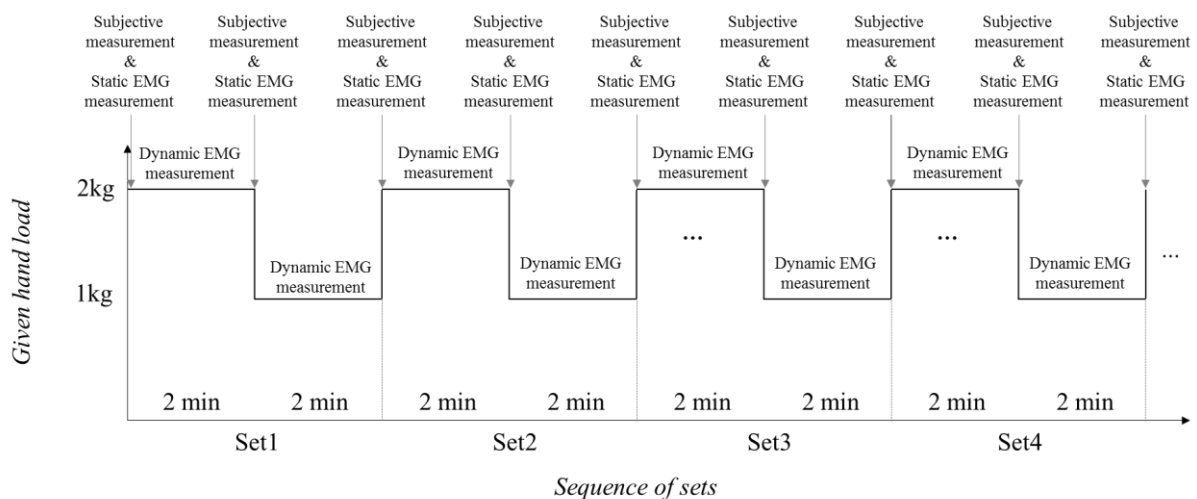 Subjective
measurement
&
Static EMG
measurement
Subjective
measurement
&
Static EMG
measurement
Subjective
measurement
&
Static EMG
measurement
Subjective
measurement
&
Static EMG
measurement
Subjective
measurement
&
Static EMG
measurement
Subjective
measurement
&
Static EMG
measurement
Subjective
measurement
&
Static EMG
measurement
Subjective
measurement
&
Static EMG
measurement
Subjective
measurement
&
Static EMG
measurement
Dynamic EMG
measurement
Dynamic EMG
measurement
Dynamic EMG
measurement
Dynamic EMG
measurement
2kg
Given hand load
... ... ...
Dynamic EMG
measurement
Dynamic EMG
measurement
Dynamic EMG
measurement
Dynamic EMG
measurement
1kg
2 min 2 min 2 min 2 min 2 min 2 min 2 min 2 min
Set1 Set2 Set3 Set4
Sequence of sets